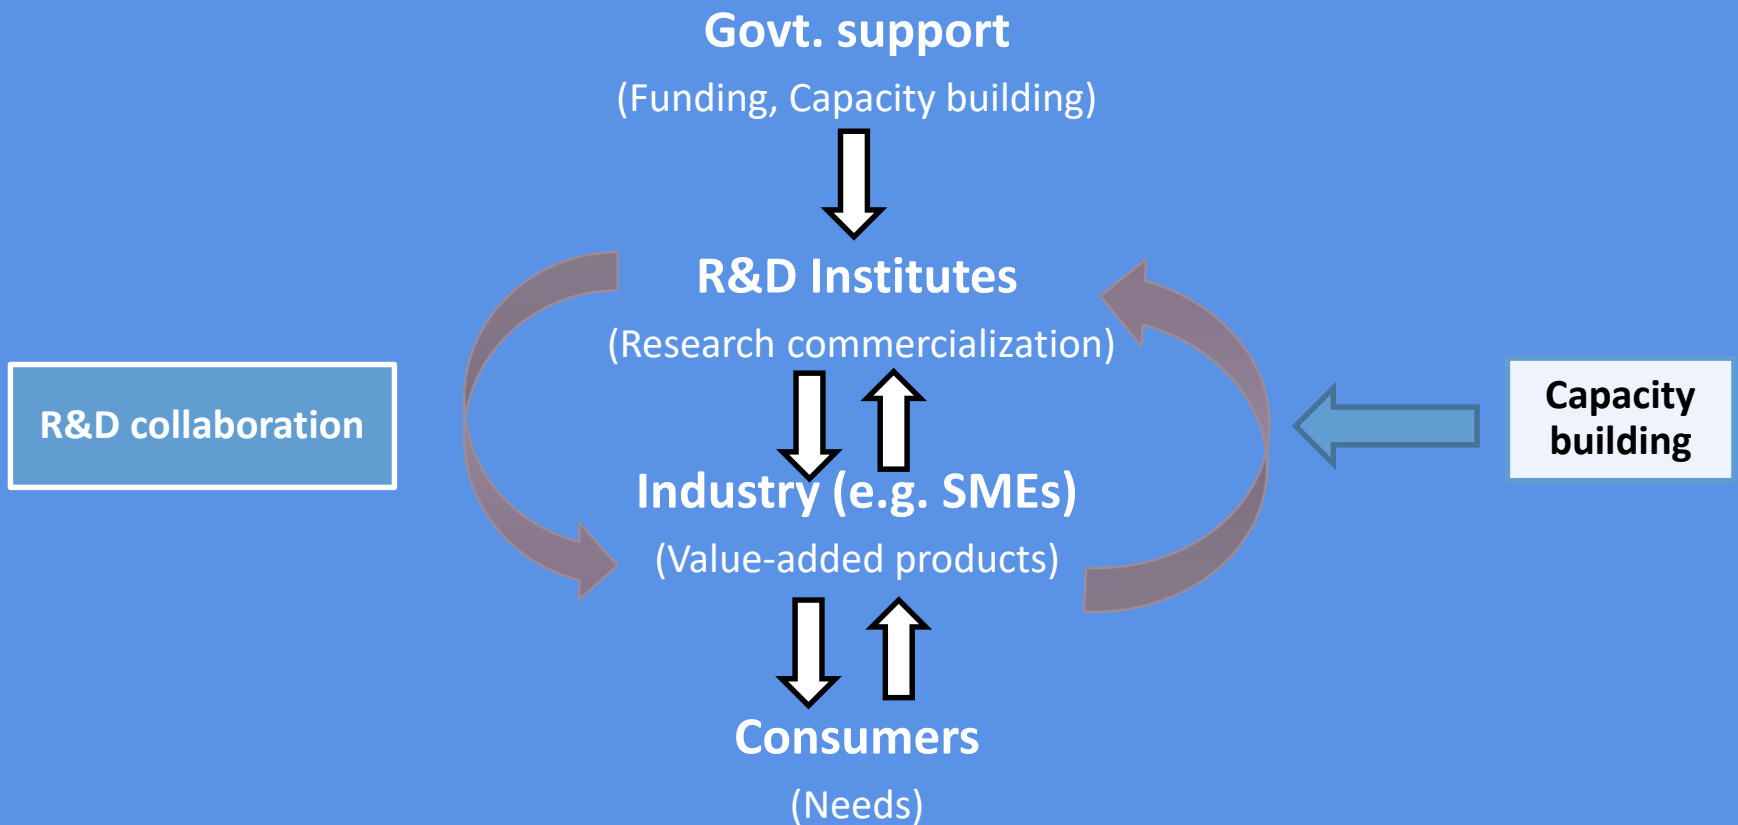 Govt. support
(Funding, Capacity building)
R&D Institutes
(Research commercialization)
R&D collaboration
Capacity
building
Industry (e.g. SMEs)
(Value-added products)
Consumers
(Needs)